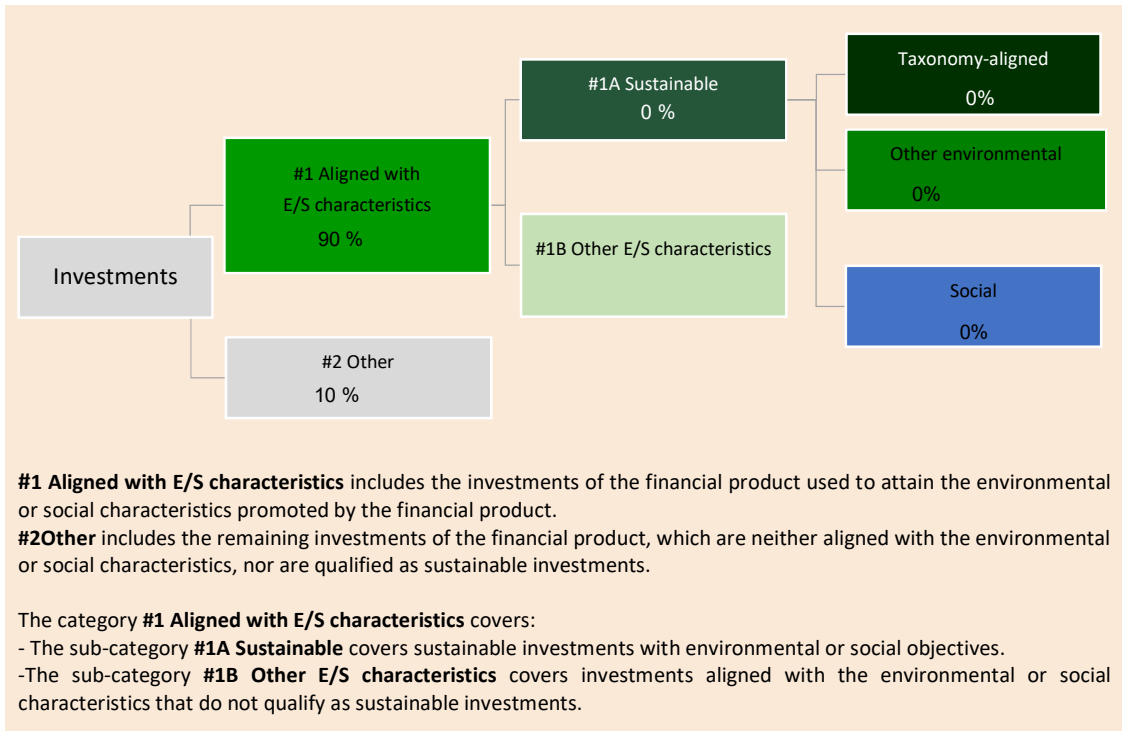 Investments
#1 Aligned with
E/S characteristics
90 %
#2 Other
10 %
#1A Sustainable
0 %
#1B Other E/S characteristics
Taxonomy-aligned
0%
Other environmental
0%
Social
0%
#1 Aligned with E/S characteristics includes the investments of the financial product used to attain the environmental
or social characteristics promoted by the financial product.
#2Other includes the remaining investments of the financial product, which are neither aligned with the environmental
or social characteristics, nor are qualified as sustainable investments.
The category #1 Aligned with E/S characteristics covers:
- The sub-category #1A Sustainable covers sustainable investments with environmental or social objectives.
-The sub-category #1B Other E/S characteristics covers investments aligned with the environmental or social
characteristics that do not qualify as sustainable investments.